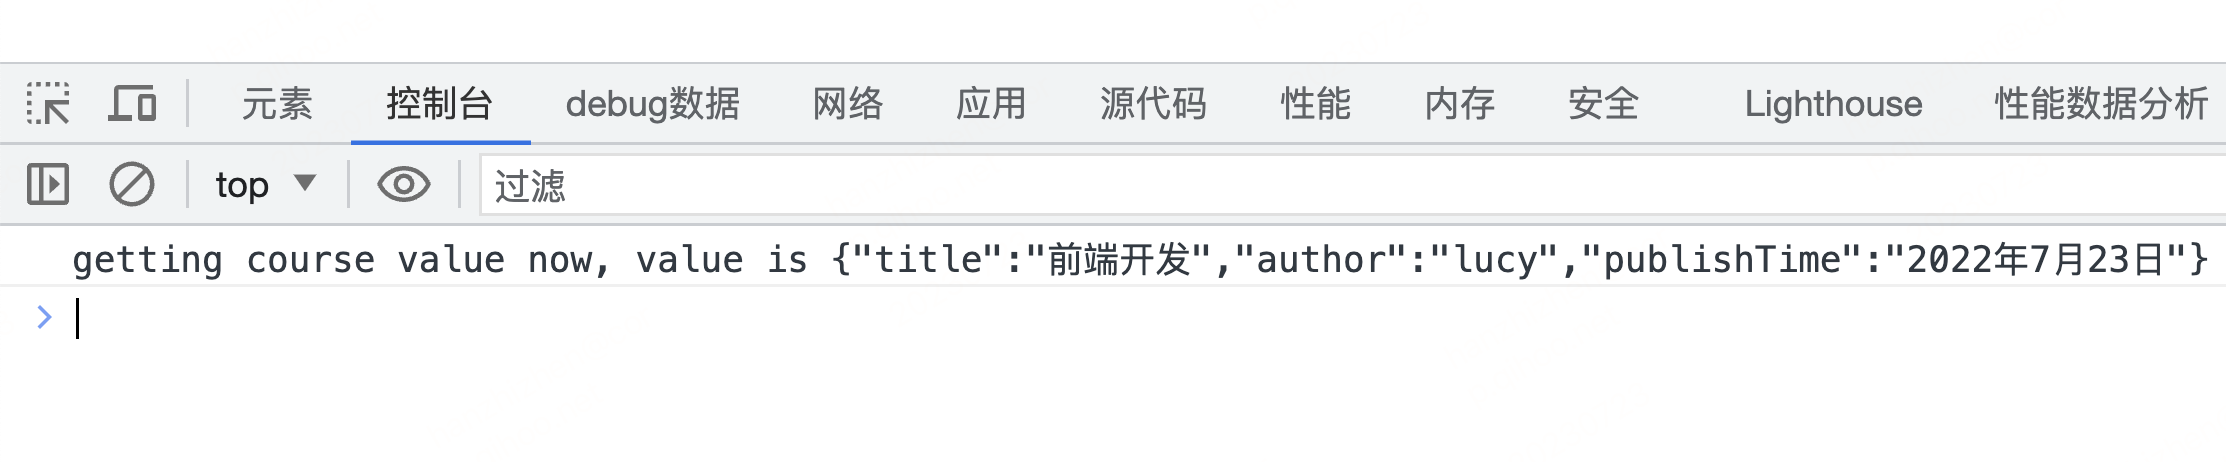 元素 控制台 debug数据 网络 应用 源代码 性能 内存 安全 Lighthouse 性能数据分析
top 过滤
getting course value now, value is {"title":"前端开发","author":"lucy","publishTime":"2022年7月23日"}